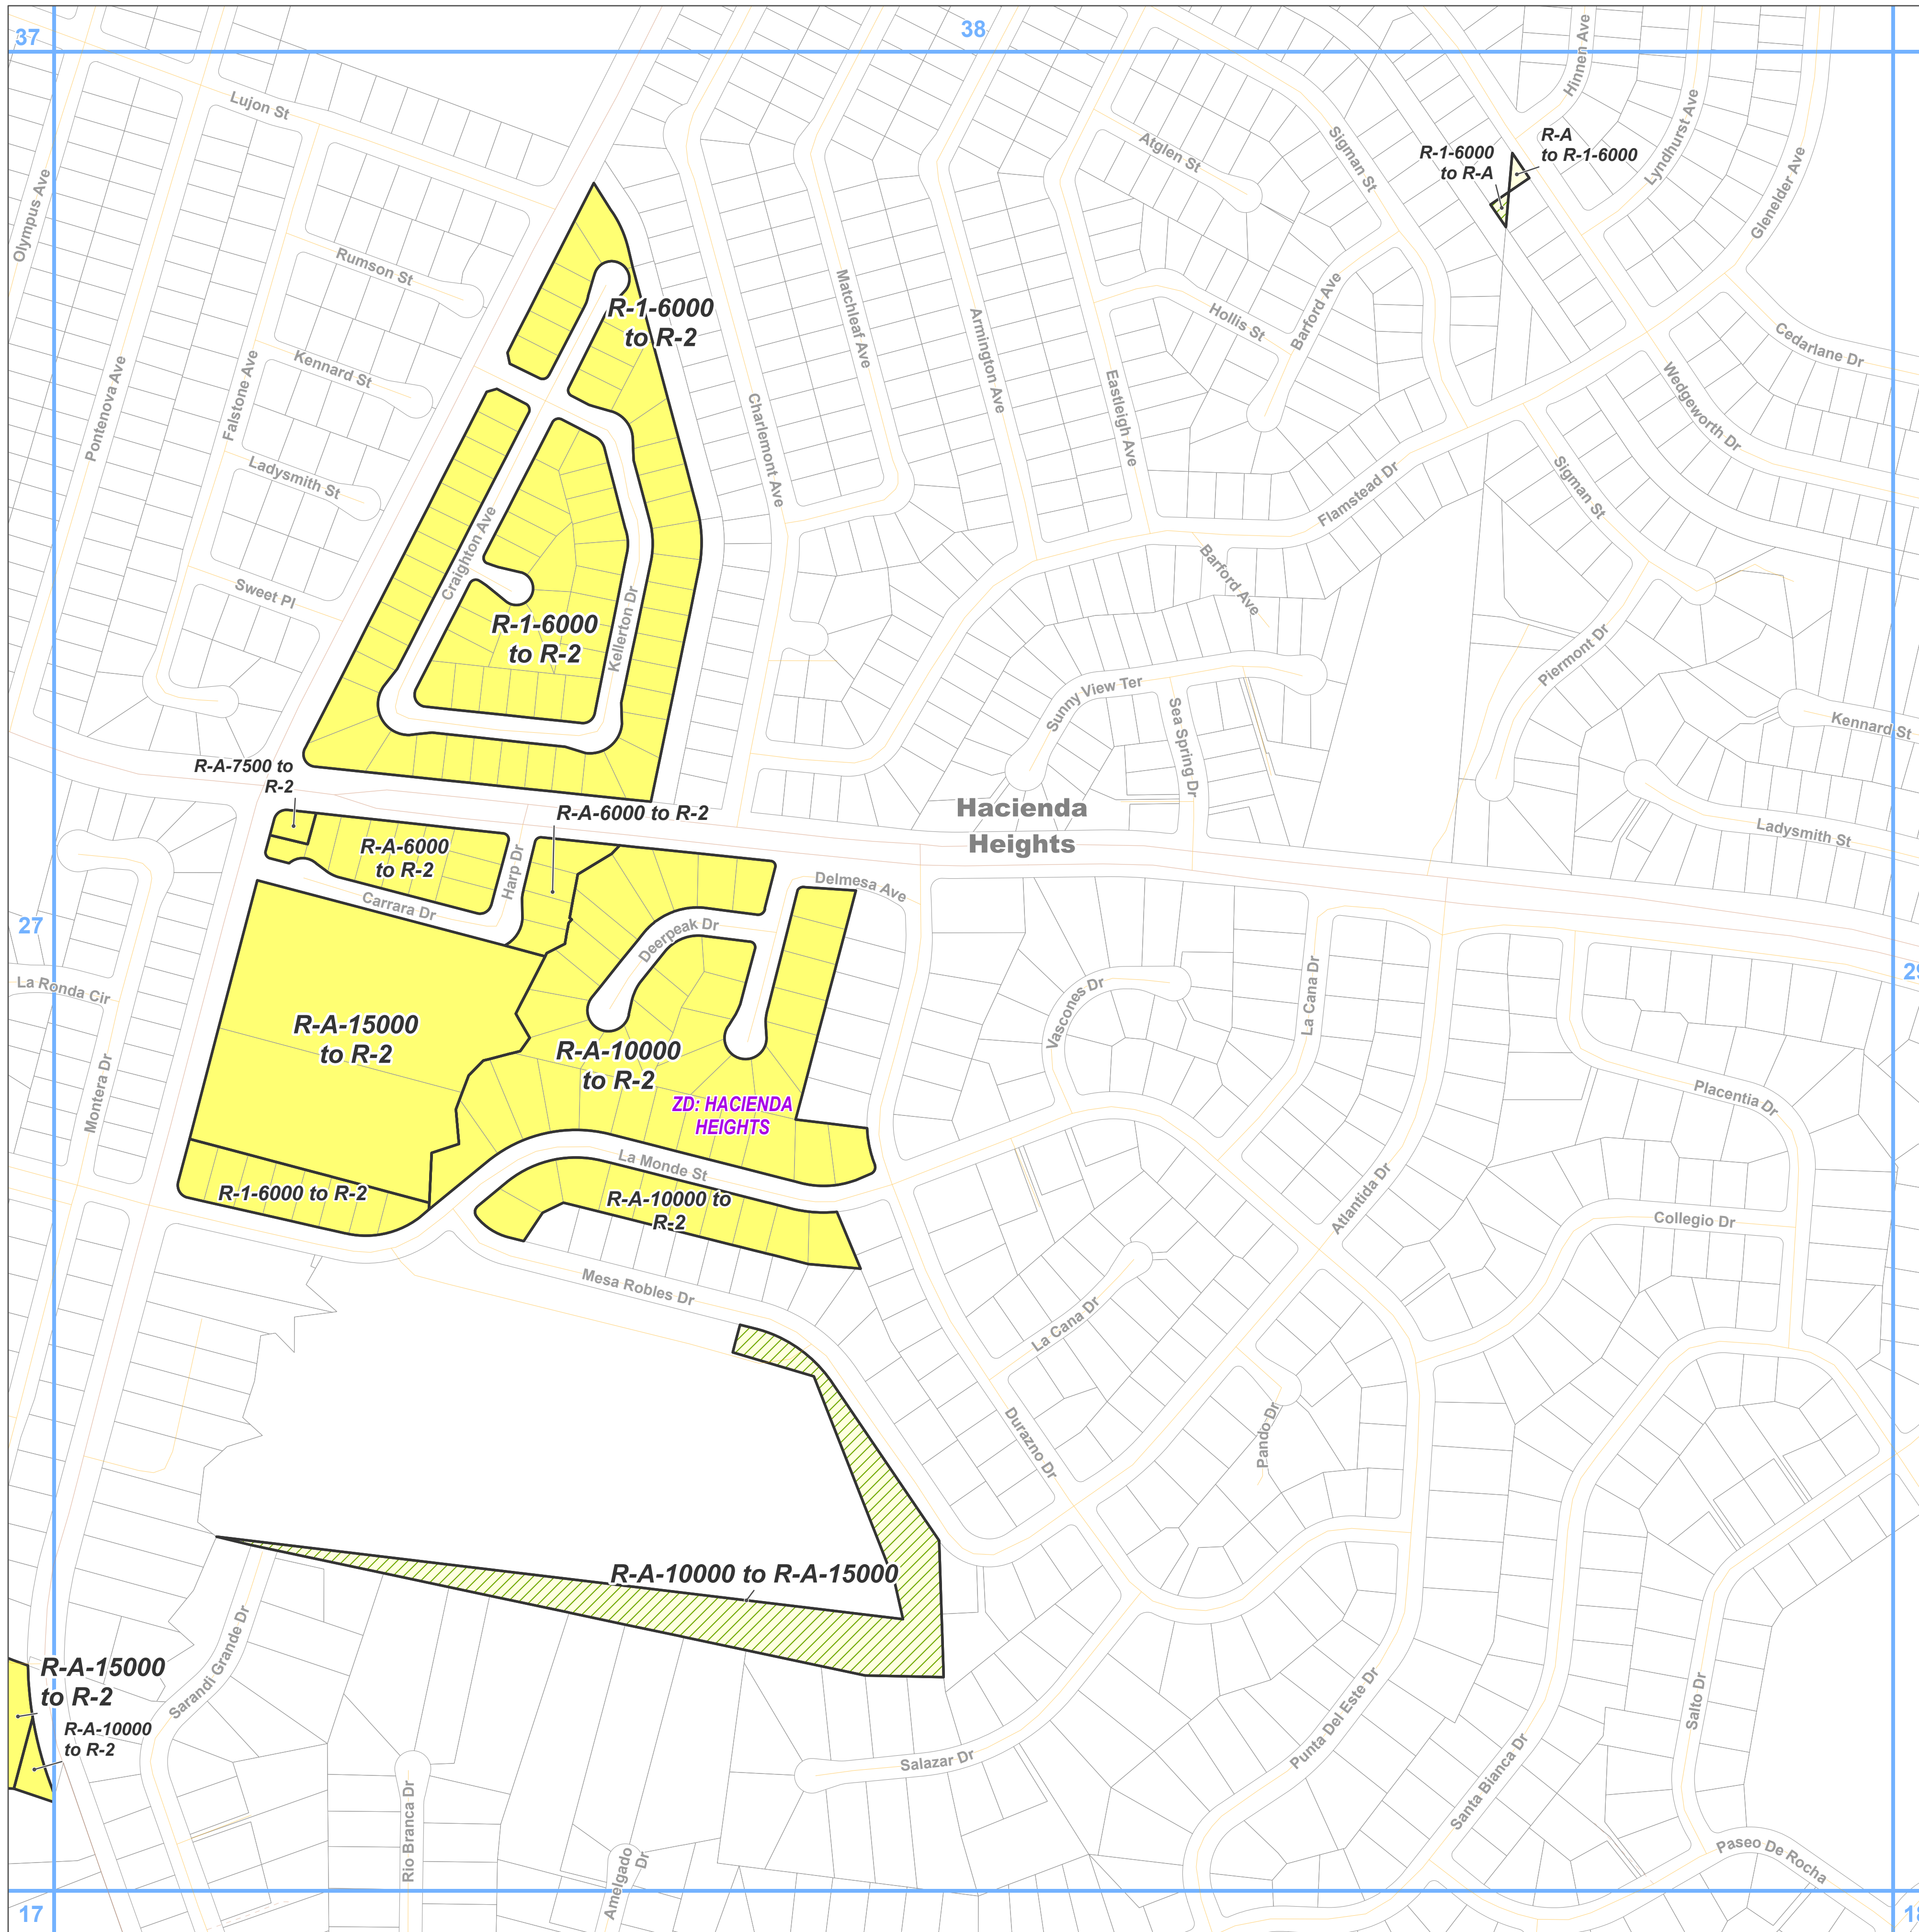 37
38
Hinnen Ave
Lujon St
Lyndhurst Ave
Sigman St
Atglen St
R-A
to R-1-6000
R-1-6000
to R-A
Olympus Ave
Glenelder Ave
Rumson St
R-1-6000
to R-2
Matchleaf Ave
Armington Ave
Hollis St
Barford Ave
Cedarlane Dr
Kennard St
Pontenova Ave
Falstone Ave
Charlemont Ave
Eastleigh Ave
Wedgeworth Dr
Ladysmith St
Flamstead Dr
Sigman St
Craighton Ave
Sweet Pl
Barford Ave
R-1-6000
to R-2
Kellerton Dr
Piermont Dr
Sunny View Ter
Sea Spring Dr
Kennard St
R-A-7500 to
R-2
R-A-6000 to R-2
Hacienda
Heights
Ladysmith St
R-A-6000
to R-2
Harp Dr
Carrara Dr
Delmesa Ave
Deerpeak Dr
27
29
La Ronda Cir
La Cana Dr
Vascones Dr
R-A-15000
to R-2
R-A-10000
to R-2
Montera Dr
Placentia Dr
ZD: HACIENDA
HEIGHTS
La Monde St
R-1-6000 to R-2
R-A-10000 to
R-2
Atlantida Dr
Collegio Dr
Mesa Robles Dr
La Cana Dr
Durazno Dr
Pando Dr
R-A-10000 to R-A-15000
Sarandi Grande Dr
R-A-15000
to R-2
R-A-10000
to R-2
Salazar Dr
Punta Del Este Dr
Santa Bianca Dr
Salto Dr
Rio Branca Dr
Amelgado
Dr
Paseo De Rocha
17
18